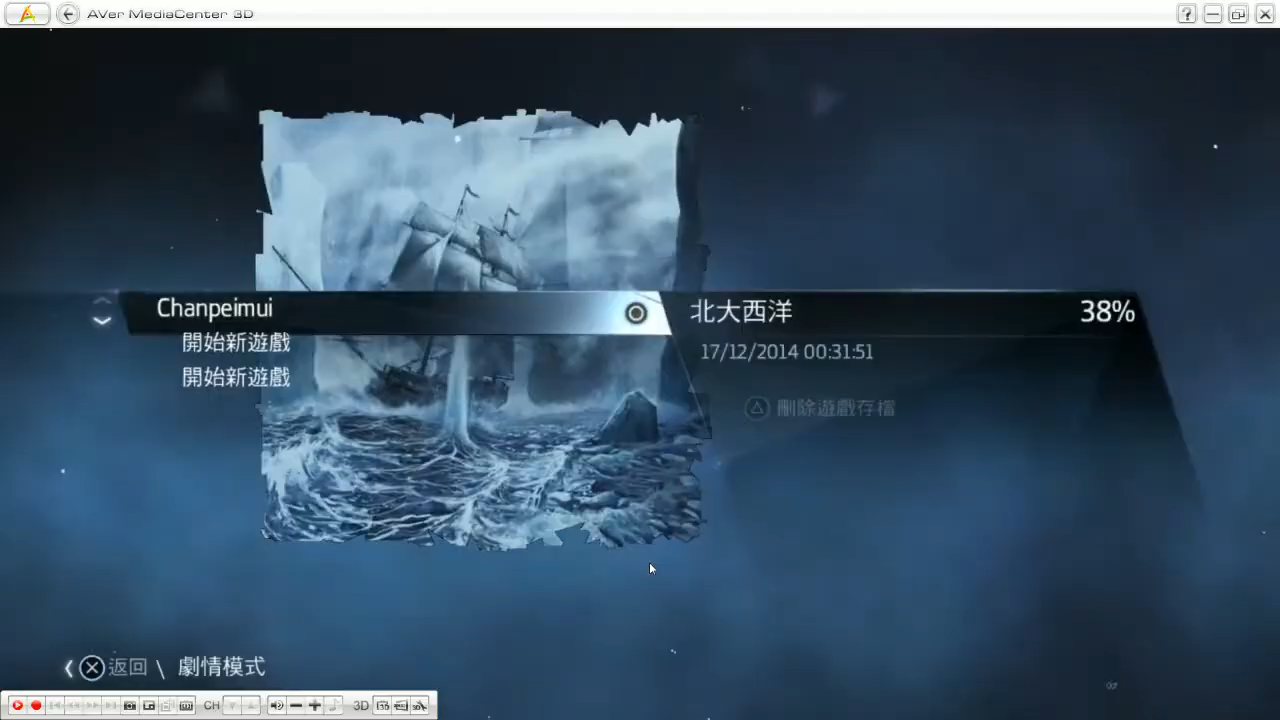 AVer MediaCenter 3D
Chanpeimui
北大西洋
38%
開始新遊戲
17/12/2014 00:31:51
開始新遊戲
刪除遊戲存檔
返回 \ 劇情模式
CH
3D